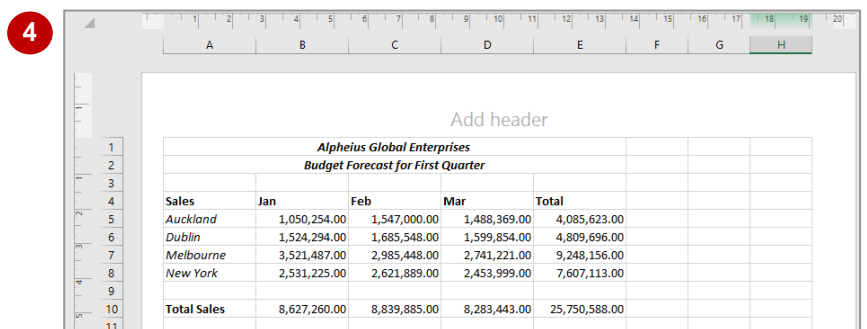 4
1 2 3 4 5 6 7 8 9 10 11 12 13 14 15 16 17 18 19 20
A B C D E F G H
1
Add header
1 Alpheius Global Enterprises
2 Budget Forecast for First Quarter
3
4 Sales Jan Feb Mar Total
2
5 Auckland 1,050,254.00 1,547,000.00 1,488,369.00 4,085,623.00
6 Dublin 1,524,294.00 1,685,548.00 1,599,854.00 4,809,696.00
3
7 Melbourne 3,521,487.00 2,985,448.00 2,741,221.00 9,248,156.00
8 New York 2,531,225.00 2,621,889.00 2,453,999.00 7,607,113.00
4
9
10 Total Sales 8,627,260.00 8,839,885.00 8,283,443.00 25,750,588.00
5
11